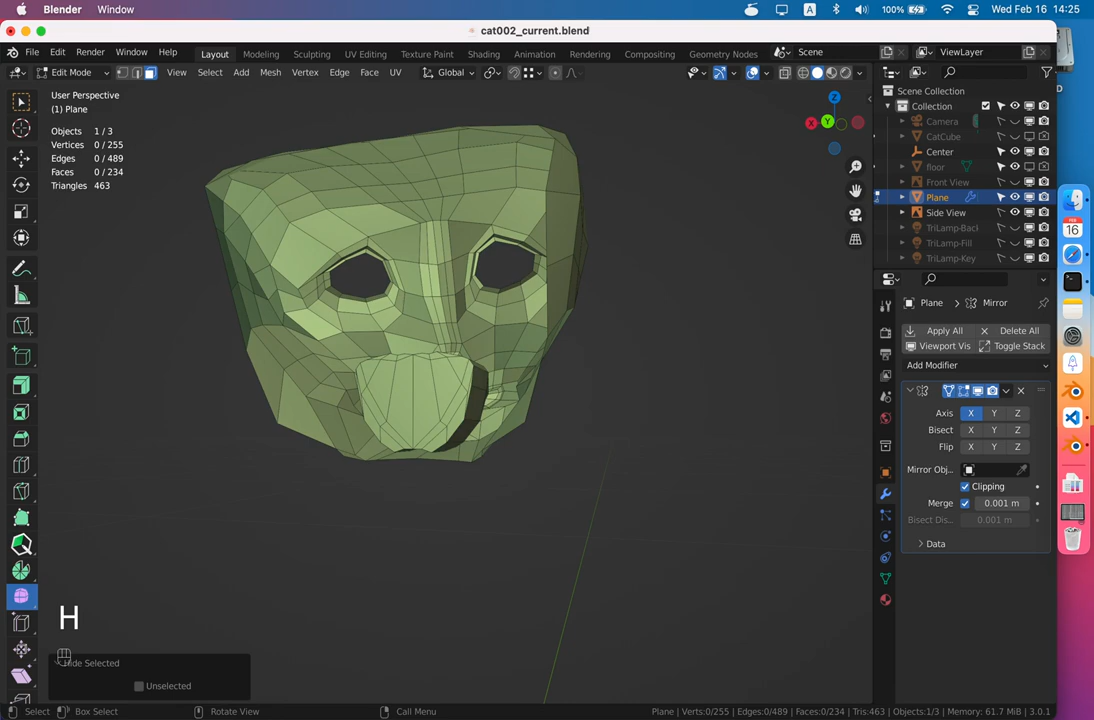 Blender Window A 100% Wed Feb 16 14:25
cat002_current.blend
File Edit Render Window Help Layout Modeling Sculpting UV Editing Texture Paint Shading Animation Rendering Compositing Geometry Nodes Scene ViewLayer
Edit Mode View Select Add Mesh Vertex Edge Face UV Global
User Perspective
(1) Plane
Objects 1 / 3
Vertices 0 / 255
Edges 0 / 489
Faces 0 / 234
Triangles 463
Z
X Y
Scene Collection
Collection
Camera
CatCube
Center
floor
Front View
Plane
Side View
TriLamp-Back
TriLamp-Fill
TriLamp-Key
FEB
16
Plane > Mirror
Apply All Delete All
Viewport Vis Toggle Stack
Add Modifier
Axis X Y Z
Bisect X Y Z
Flip X Y Z
Mirror Obj...
Clipping
Merge 0.001 m
Bisect Dis... 0.001 m
Data
H
Hide Selected
Unselected
Select Box Select Rotate View Call Menu Plane | Verts:0/255 | Edges:0/489 | Faces:0/234 | Tris:463 | Objects:1/3 | Memory: 61.7 MiB | 3.0.1